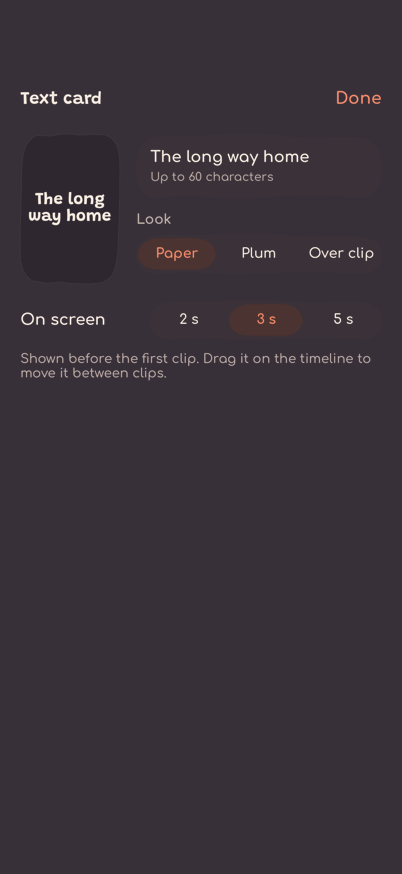 Text card
Done
The long
way home
The long way home
Up to 60 characters
Look
Paper
Plum
Over clip
On screen
2 s
3 s
5 s
Shown before the first clip. Drag it on the timeline to
move it between clips.